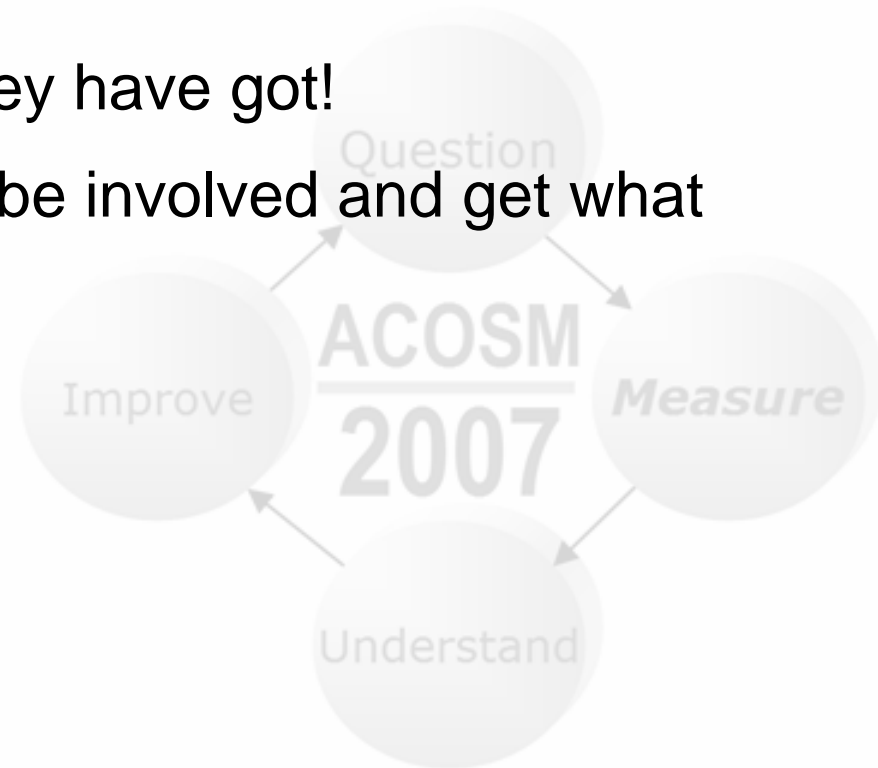 ey have got!
Question
be involved and get what
ACOSM
Improve
Measure
2007
Understand